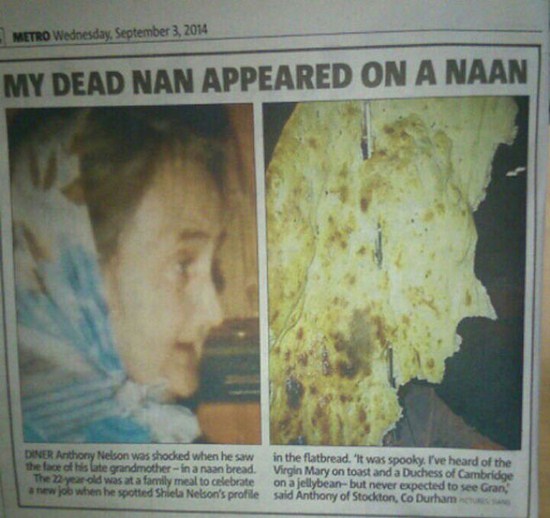 METRO Wednesday, September 3, 2014
MY DEAD NAN APPEARED ON A NAAN
DINER Anthony Nelson was shocked when he saw
the face of his late grandmother – in a naan bread.
The 22-year-old was at a family meal to celebrate
a new job when he spotted Shiela Nelson's profile
in the flatbread. 'It was spooky. I've heard of the
Virgin Mary on toast and a Duchess of Cambridge
on a jellybean – but never expected to see Gran,'
said Anthony of Stockton, Co Durham PICTURES: